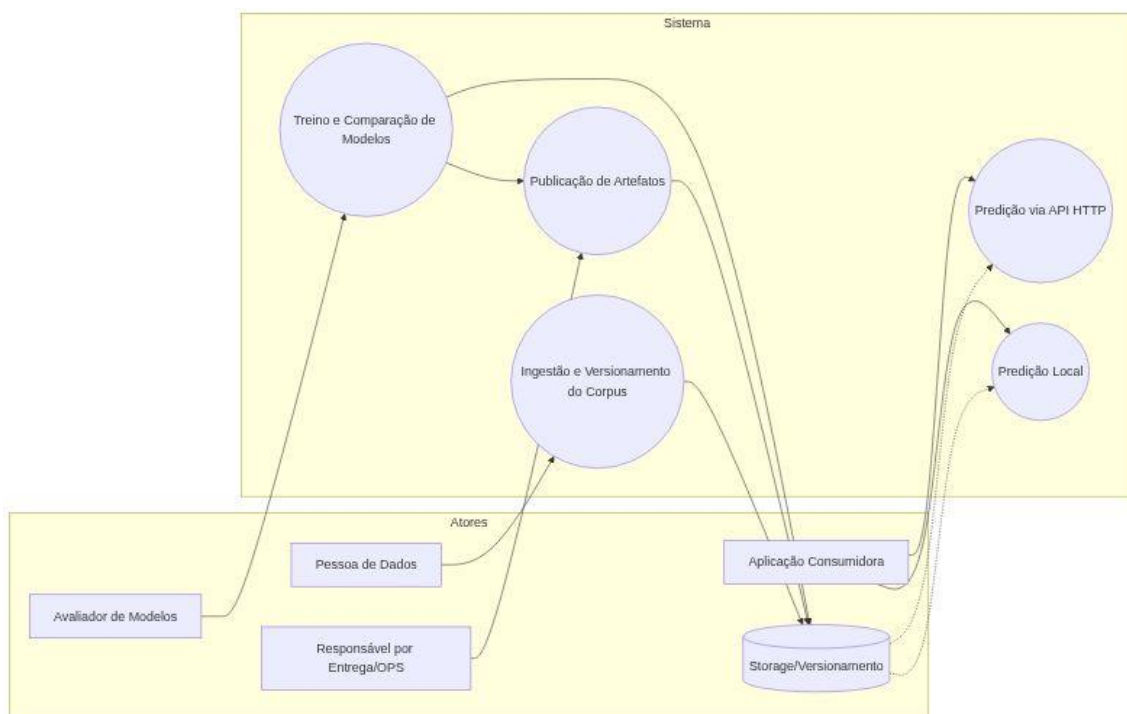 Sistema
Treino e Comparação de
Modelos
Publicação de Artefatos
Predição via API HTTP
Ingestão e Versionamento
do Corpus
Predição Local
Atores
Pessoa de Dados
Aplicação Consumidora
Avaliador de Modelos
Responsável por
Entrega/OPS
Storage/Versionamento